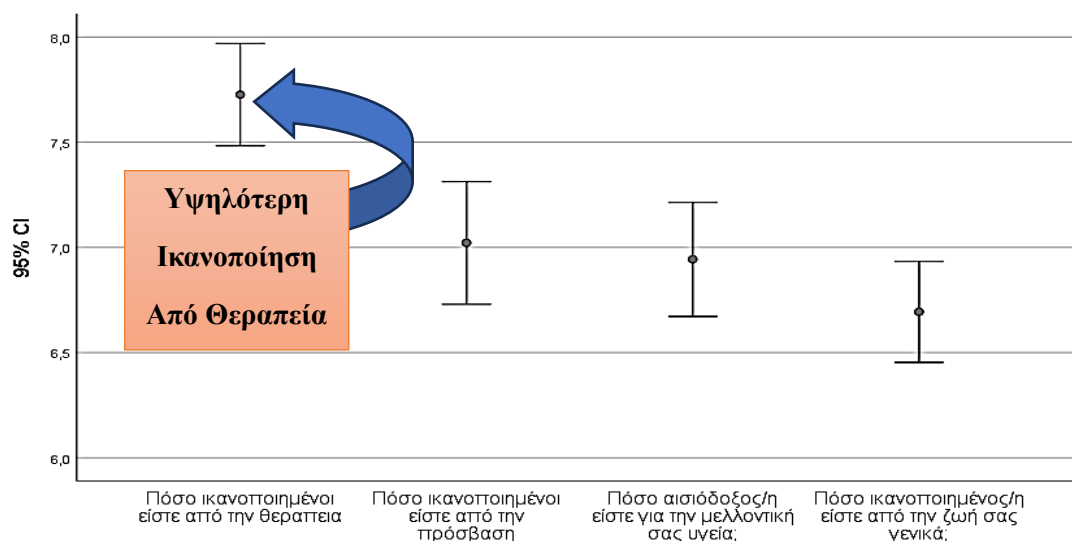 8,0
7,5
7,0
6,5
6,0
95% CI
Υψηλότερη
Ικανοποίηση
Από Θεραπεία
Πόσο ικανοποιημένοι
είστε από την θεραπεια
Πόσο ικανοποιημένοι
είστε από την
πρόσβαση
Πόσο αισιόδοξος/η
είστε για την μελλοντική
σας υγεία;
Πόσο ικανοποιημένος/η
είστε από την ζωή σας
γενικά;